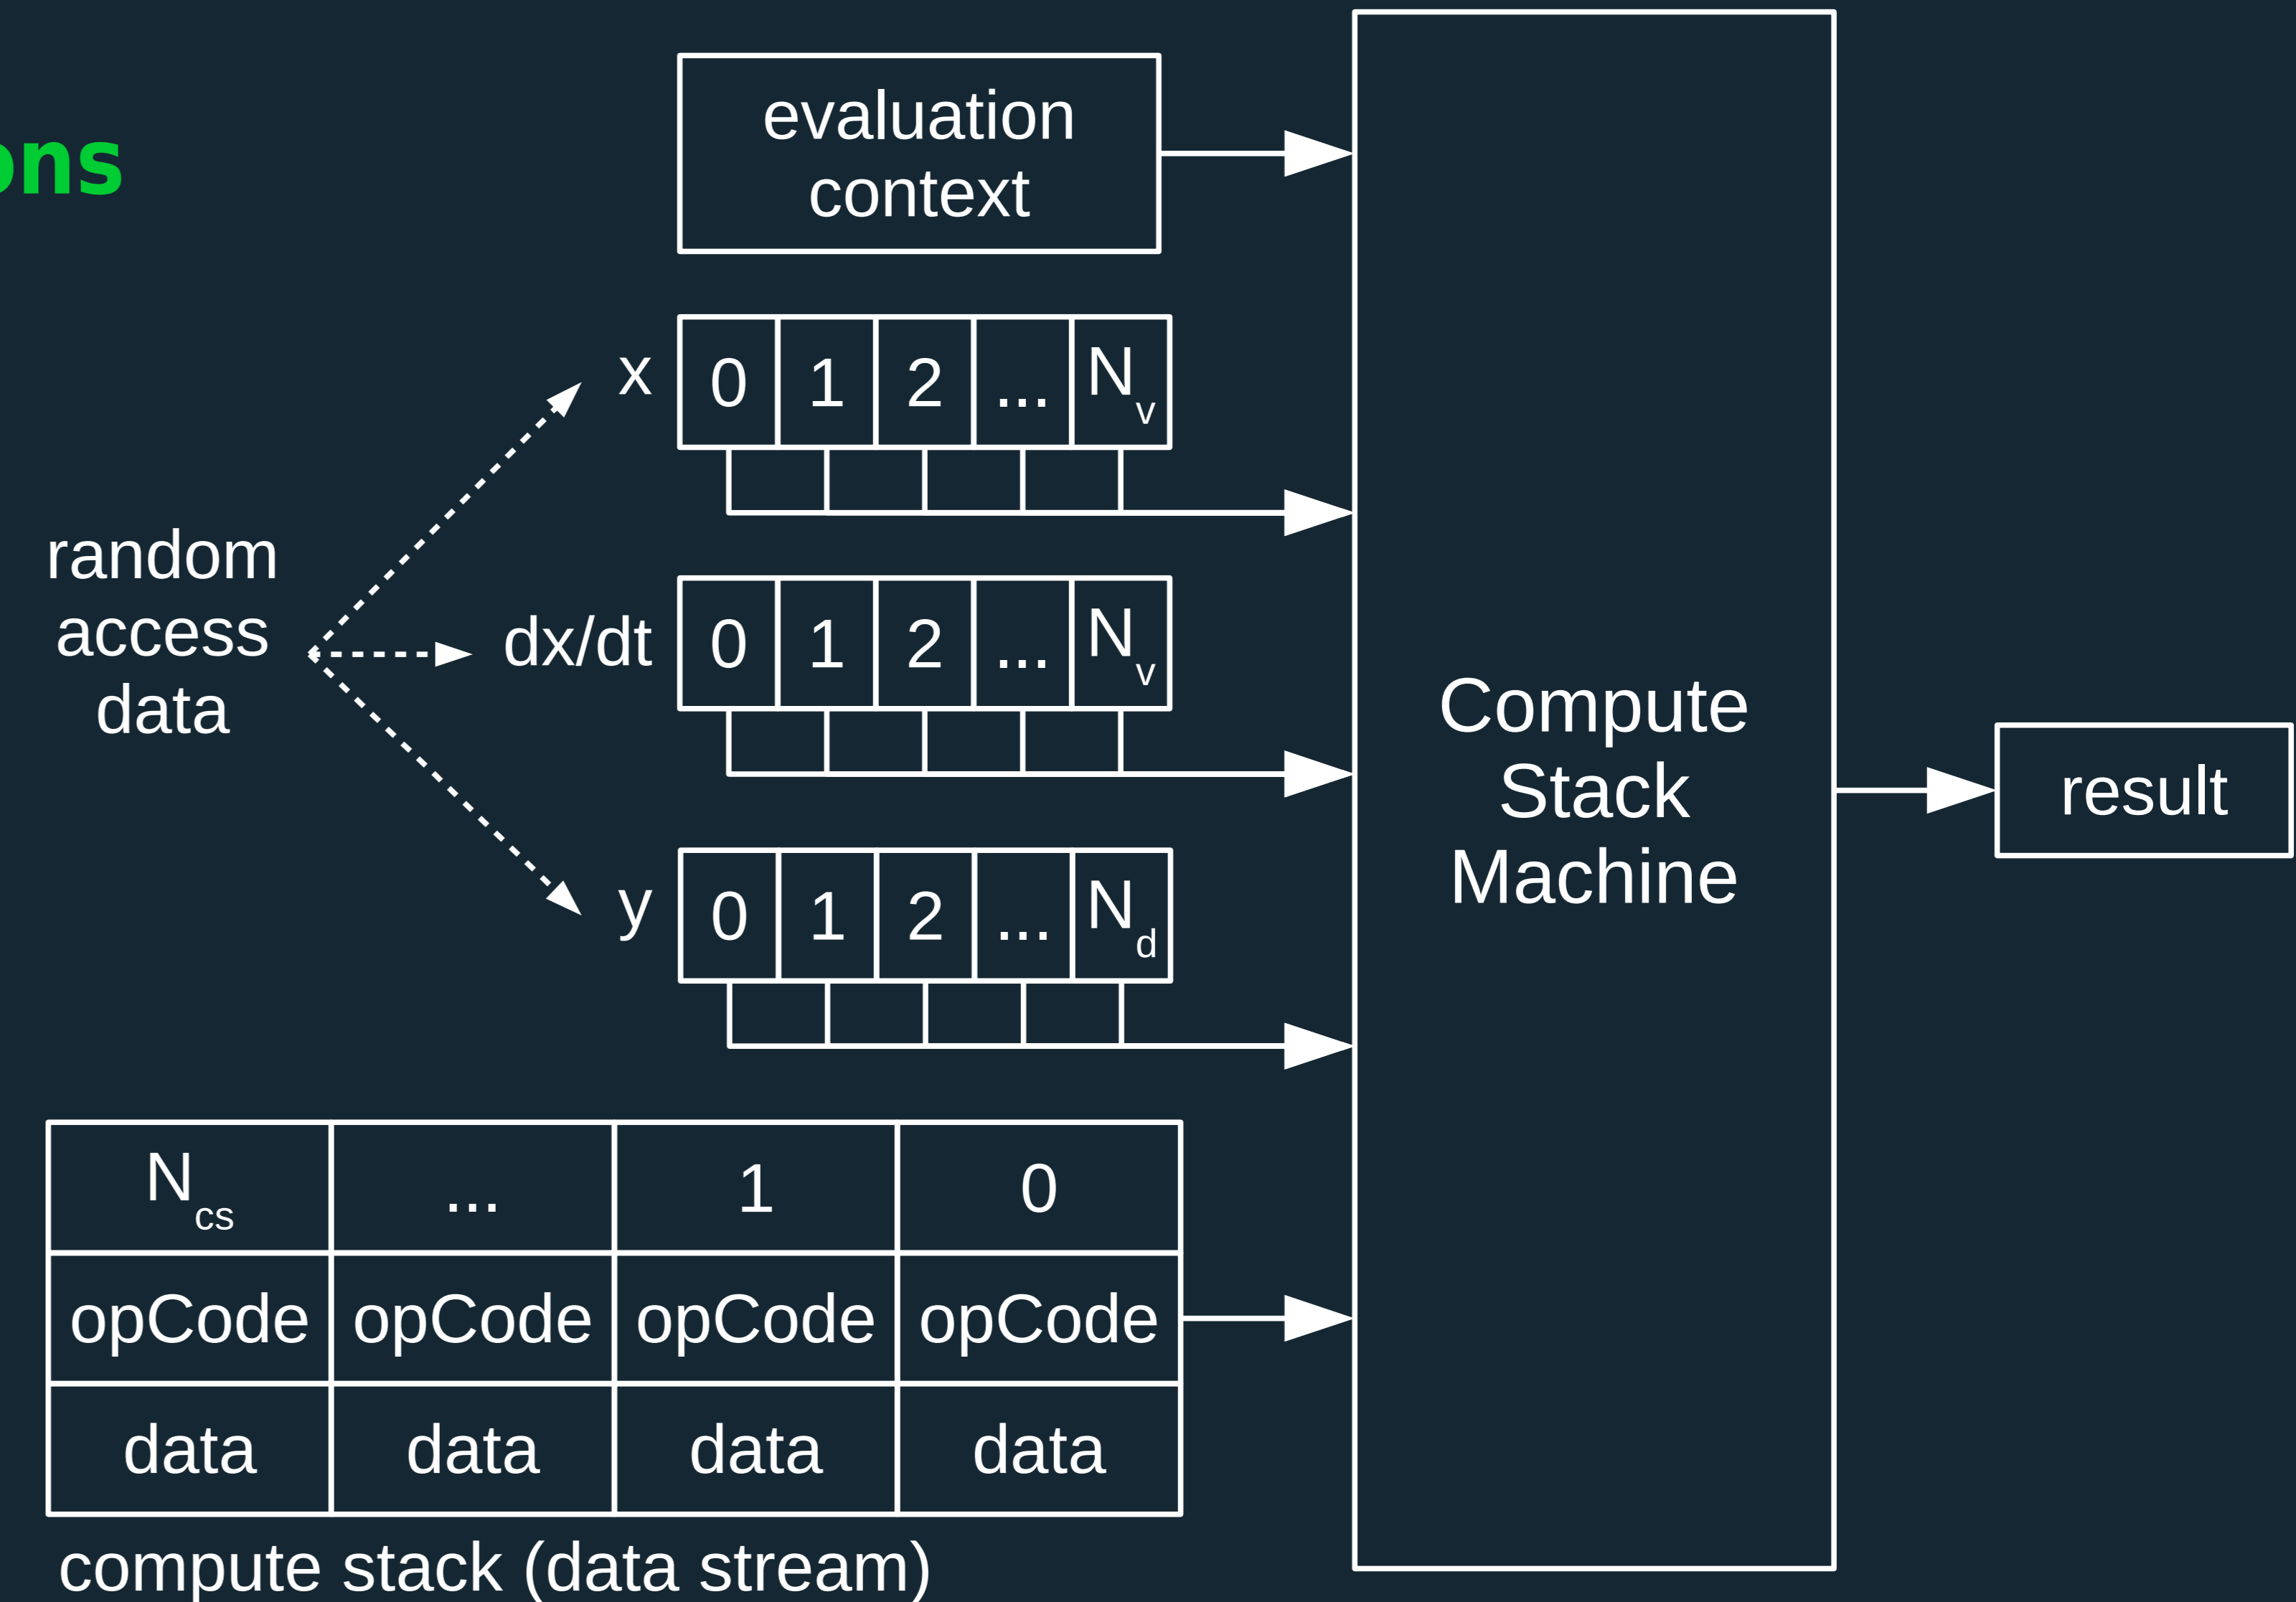 ons
evaluation
context
x 0 1 2 ... Nv
random
access
data
dx/dt 0 1 2 ... Nv
y 0 1 2 ... Nd
Compute
Stack
Machine
result
Ncs ... 1 0
opCode opCode opCode opCode
data data data data
compute stack (data stream)